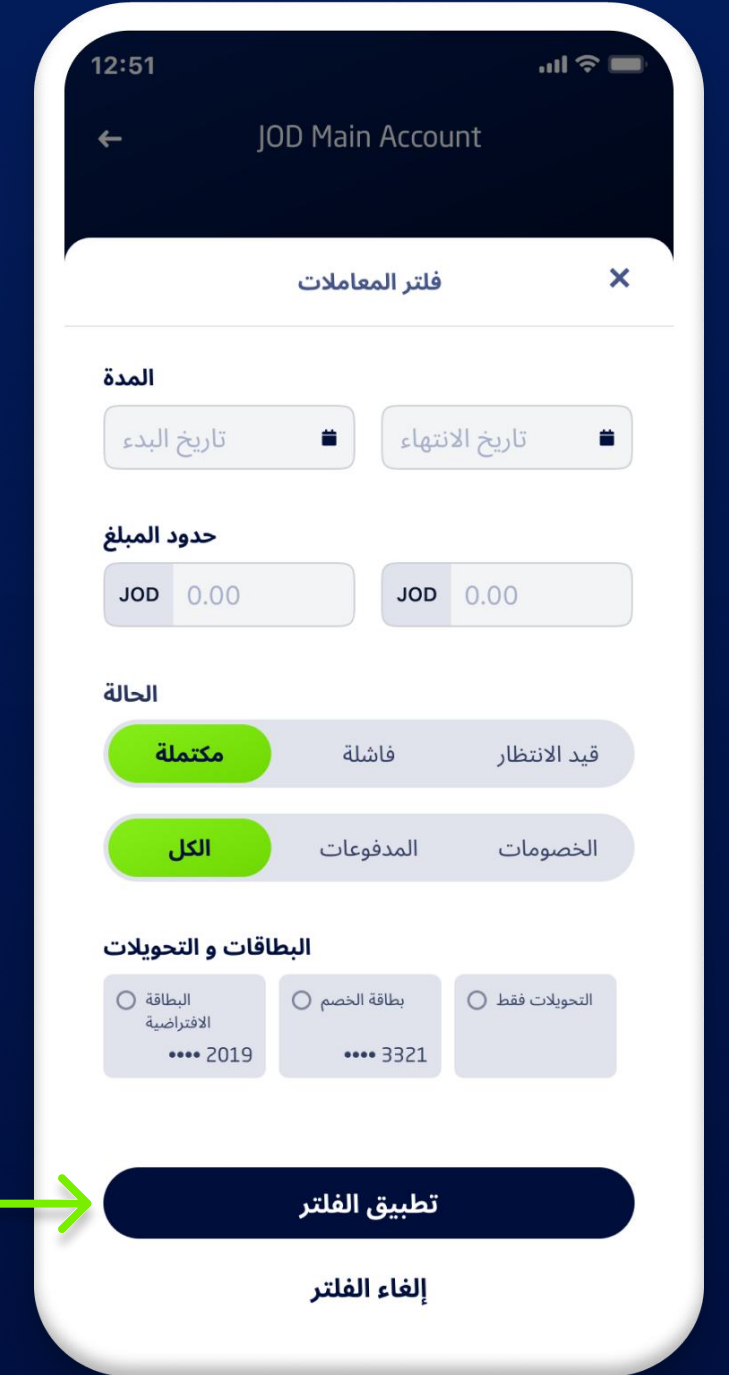 12:51
JOD Main Account
فلتر المعاملات
المدة
تاريخ البدء
تاريخ الانتهاء
حدود المبلغ
JOD 0.00
JOD 0.00
الحالة
مكتملة
فاشلة
قيد الانتظار
الكل
المدفوعات
الخصومات
البطاقات و التحويلات
البطاقة
الافتراضية
•••• 2019
بطاقة الخصم
•••• 3321
التحويلات فقط
تطبيق الفلتر
إلغاء الفلتر